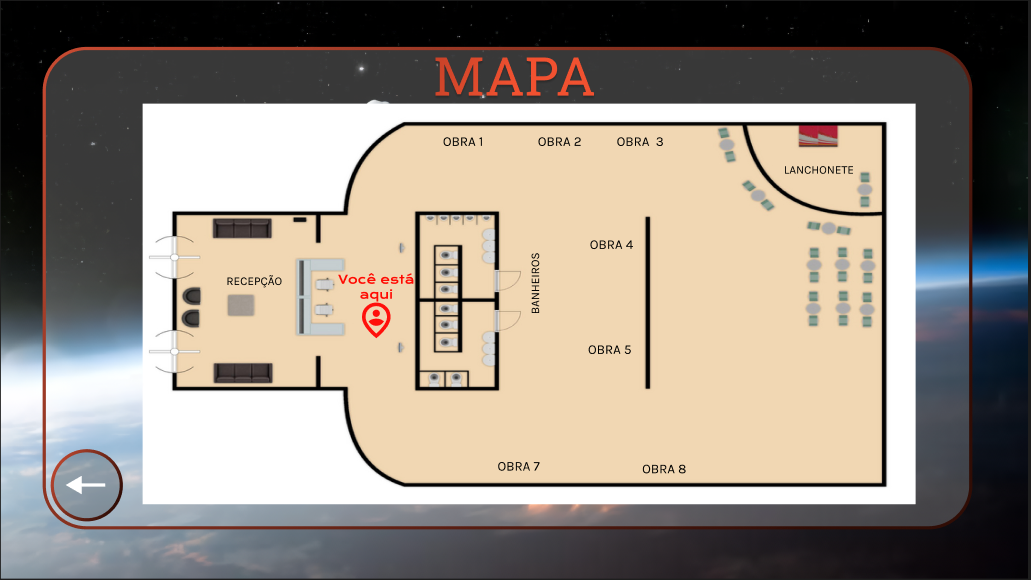 MAPA
OBRA 1
OBRA 2
OBRA 3
LANCHONETE
OBRA 4
RECEPÇÃO
Você está
aqui
BANHEIROS
OBRA 5
OBRA 7
OBRA 8